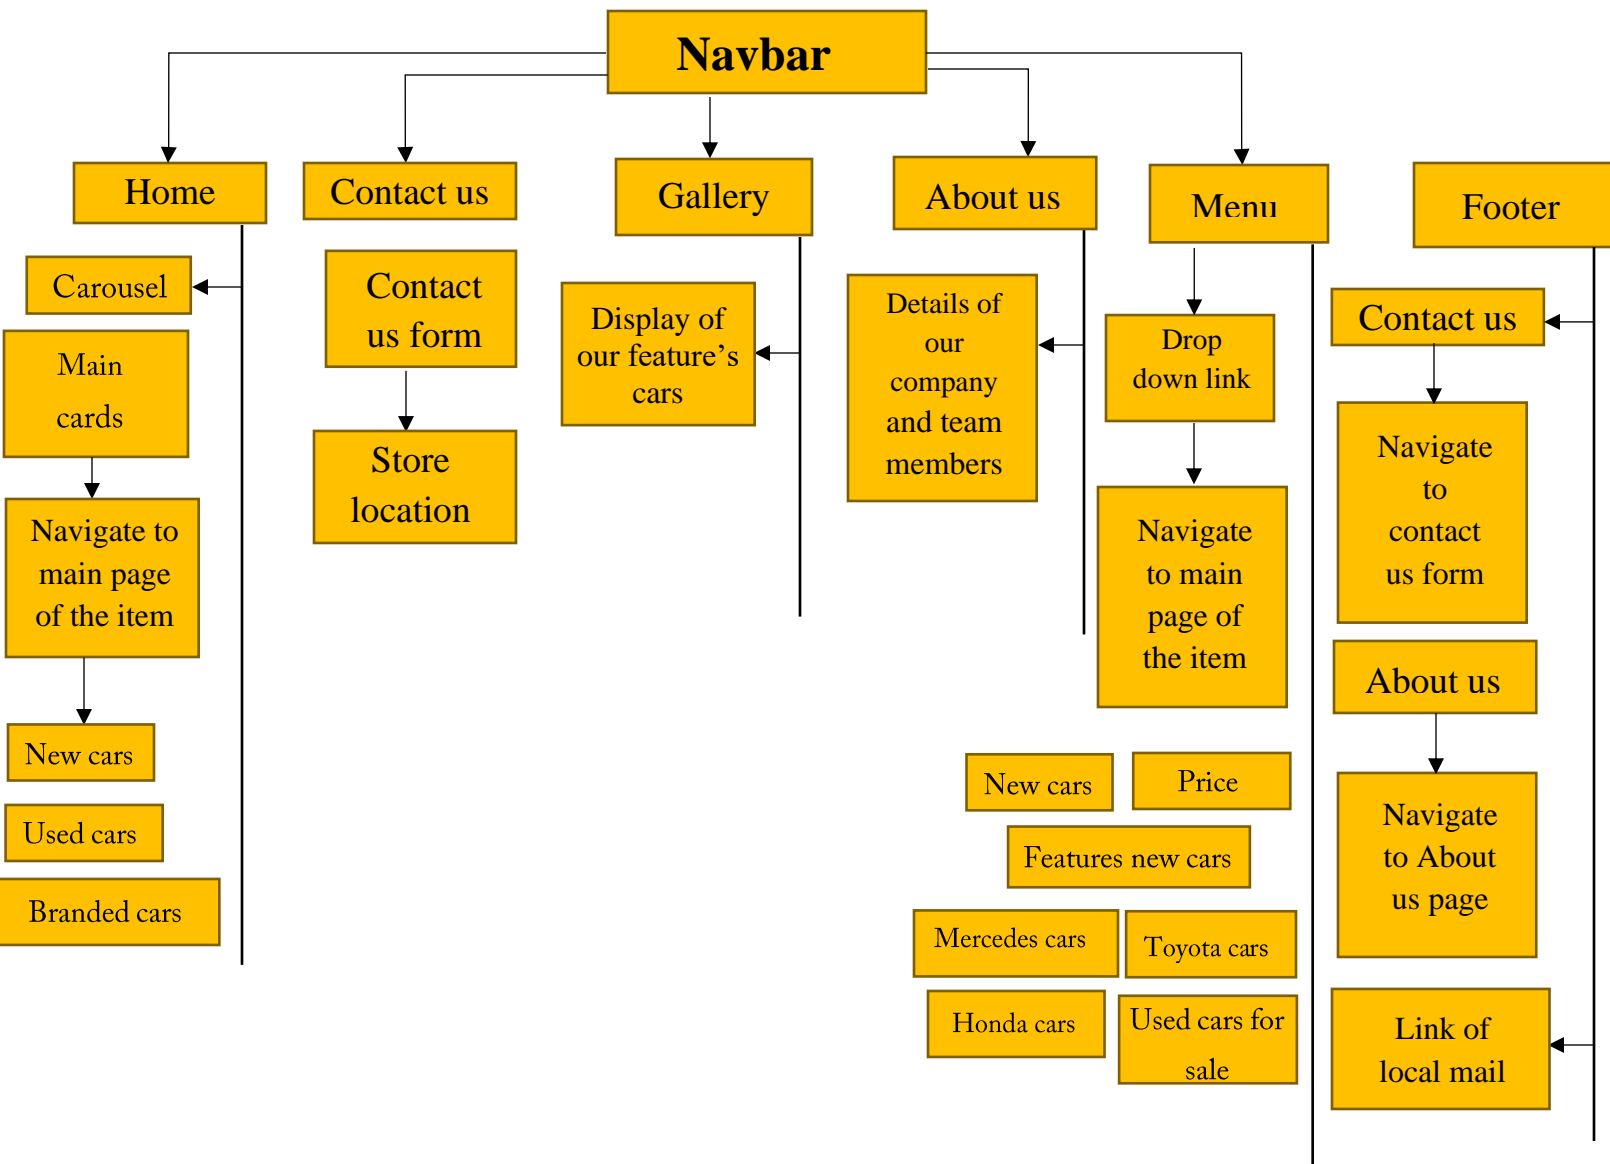 Navbar
Home
Contact us
Gallery
About us
Menu
Footer
Carousel
Main
cards
Navigate to
main page
of the item
New cars
Used cars
Branded cars
Contact
us form
Store
location
Display of
our feature’s
cars
Details of
our
company
and team
members
Drop
down link
Navigate
to main
page of
the item
New cars
Price
Features new cars
Mercedes cars
Toyota cars
Honda cars
Used cars for
sale
Contact us
Navigate
to
contact
us form
About us
Navigate
to About
us page
Link of
local mail